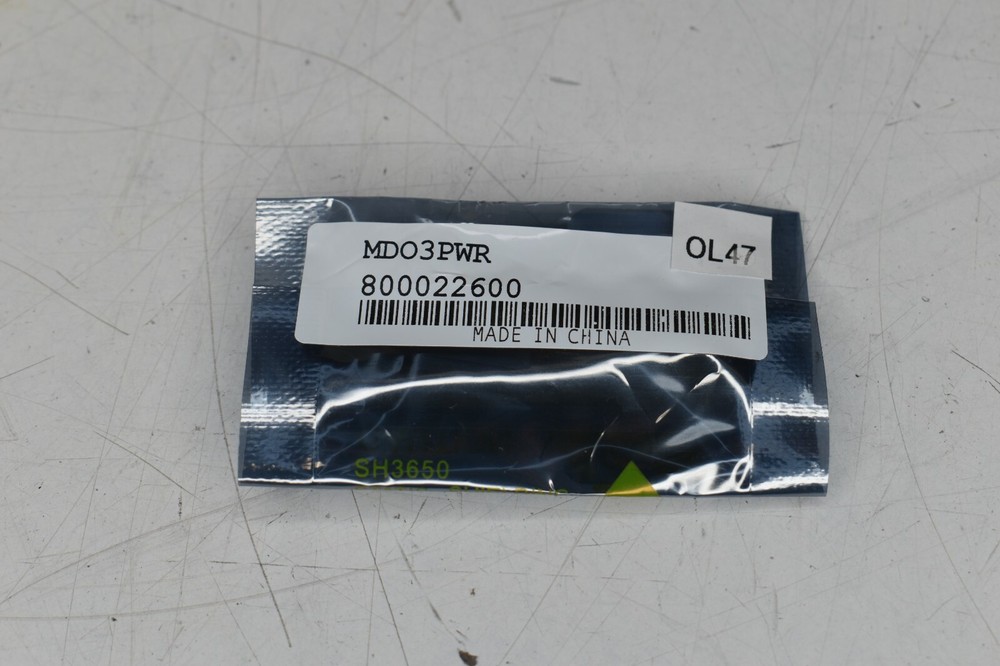 MDO3PWR
OL47
800022600
MADE IN CHINA
SH3650